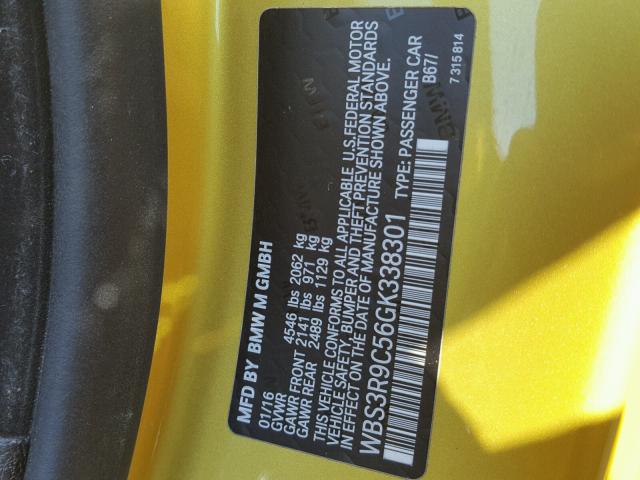 MFD BY BMW M GMBH
01/16
GVWR 4546 lbs 2062 kg
GAWR FRONT 2141 lbs 971 kg
GAWR REAR 2489 lbs 1129 kg
THIS VEHICLE CONFORMS TO ALL APPLICABLE U.S.FEDERAL MOTOR
VEHICLE SAFETY, BUMPER AND THEFT PREVENTION STANDARDS
IN EFFECT ON THE DATE OF MANUFACTURE SHOWN ABOVE.
WBS3R9C56GK338301 TYPE: PASSENGER CAR
B67/
7 315 814
BMW